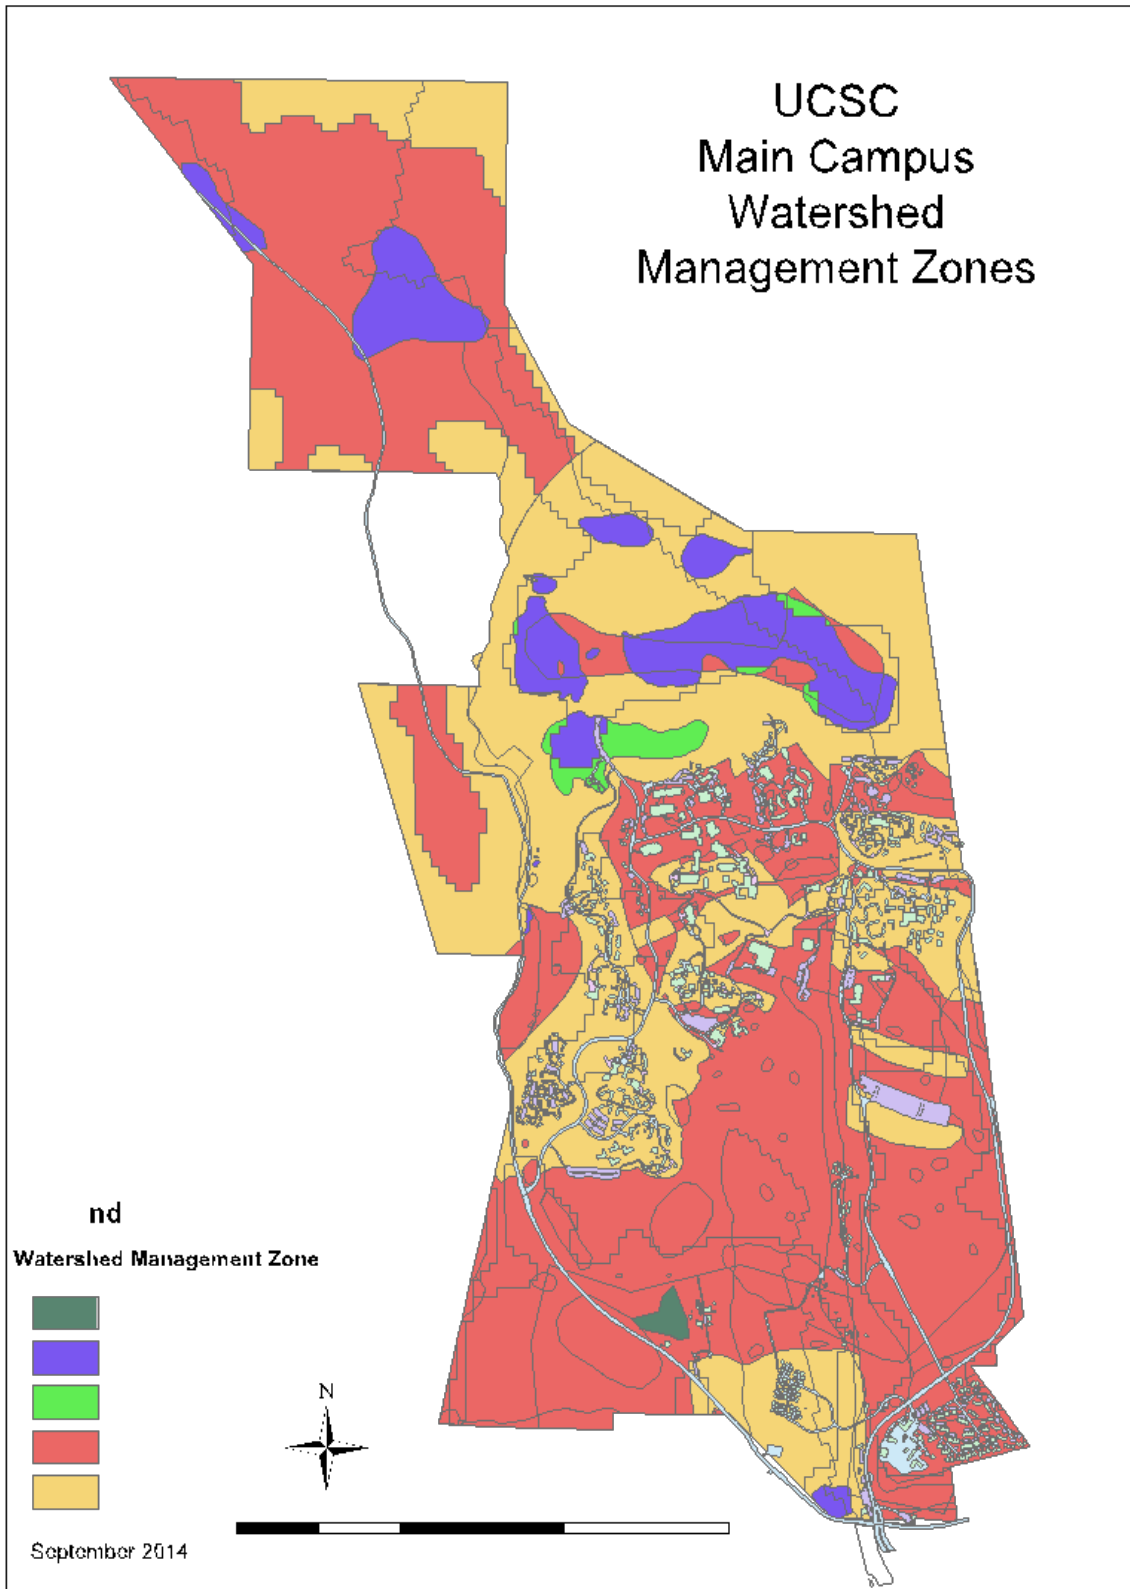 UCSC
Main Campus
Watershed
Management Zones
nd
Watershed Management Zone
N
September 2014